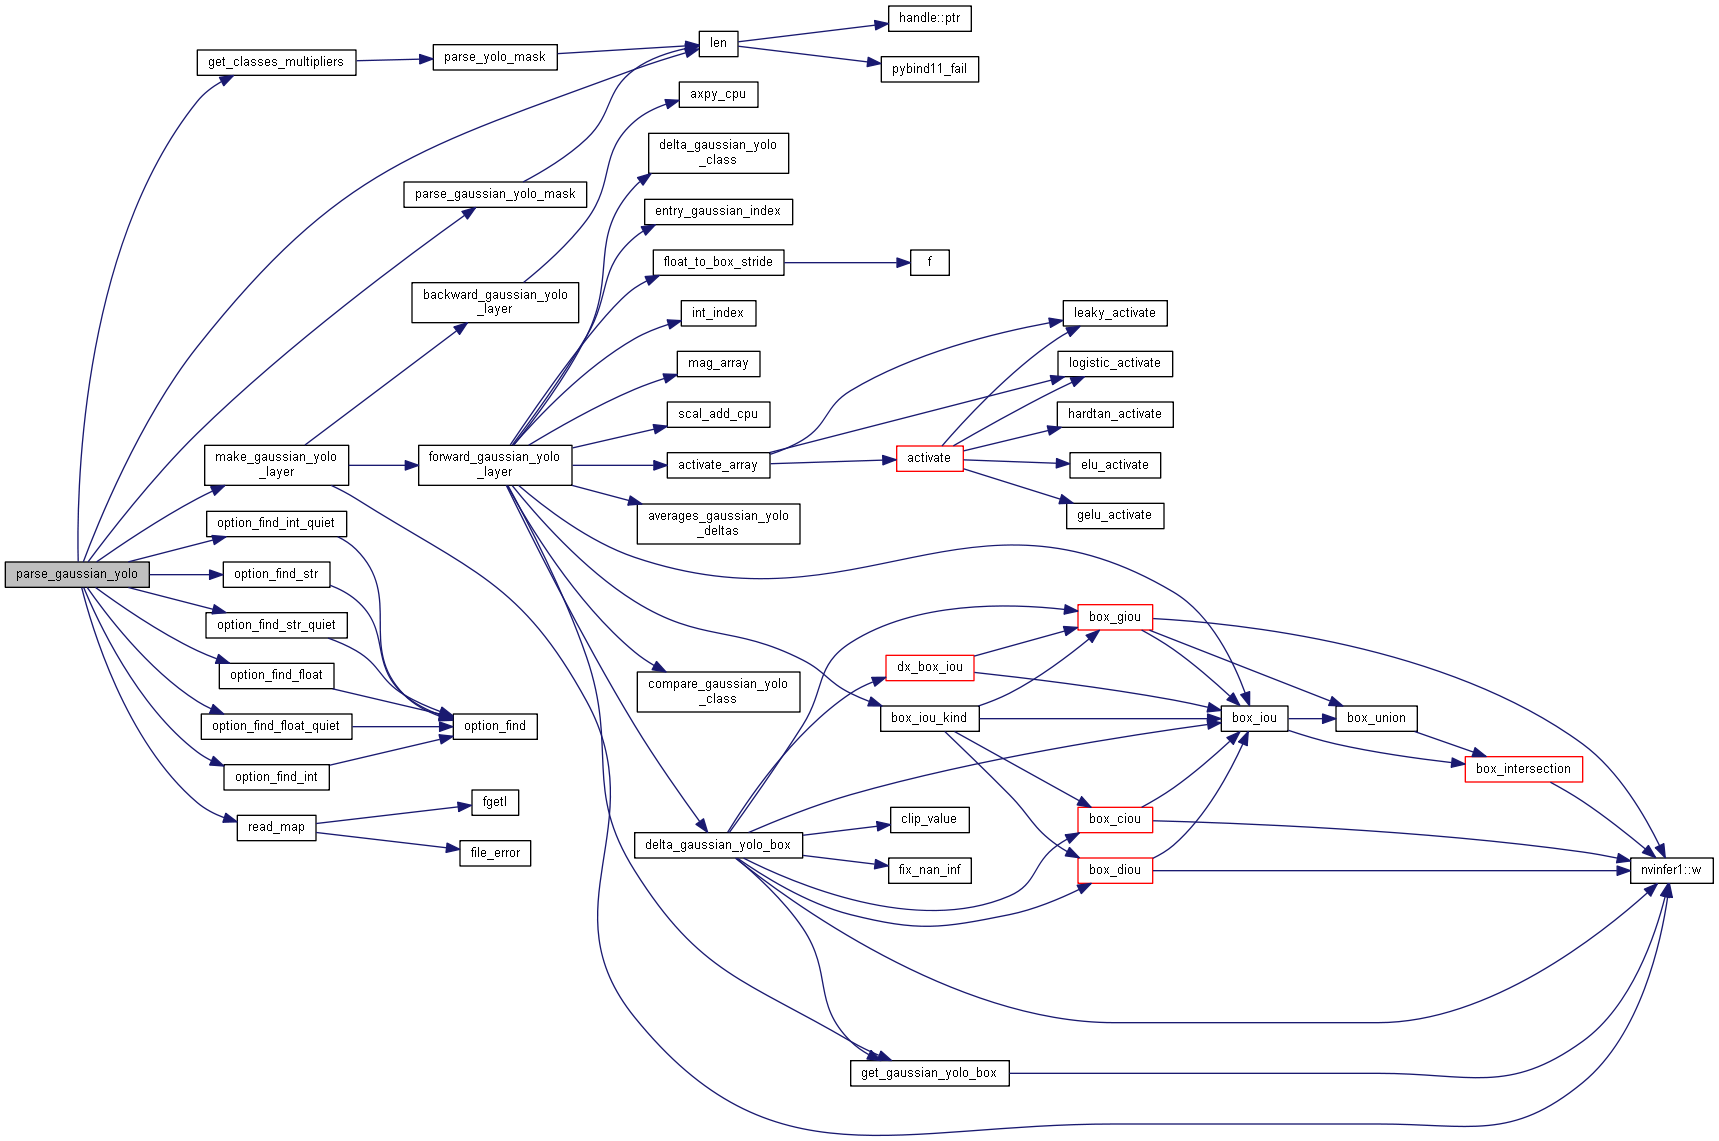 handle::ptr
len
get_classes_multipliers
parse_yolo_mask
pybind11_fail
axpy_cpu
delta_gaussian_yolo
_class
parse_gaussian_yolo_mask
entry_gaussian_index
float_to_box_stride
f
backward_gaussian_yolo
_layer
int_index
leaky_activate
mag_array
logistic_activate
scal_add_cpu
hardtan_activate
make_gaussian_yolo
_layer
forward_gaussian_yolo
_layer
activate_array
activate
elu_activate
option_find_int_quiet
averages_gaussian_yolo
_deltas
gelu_activate
parse_gaussian_yolo
option_find_str
option_find_str_quiet
box_giou
option_find_float
dx_box_iou
compare_gaussian_yolo
_class
option_find_float_quiet
option_find
box_iou_kind
box_iou
box_union
option_find_int
box_intersection
fgetl
read_map
clip_value
box_ciou
file_error
delta_gaussian_yolo_box
fix_nan_inf
box_diou
nvinfer1::w
get_gaussian_yolo_box